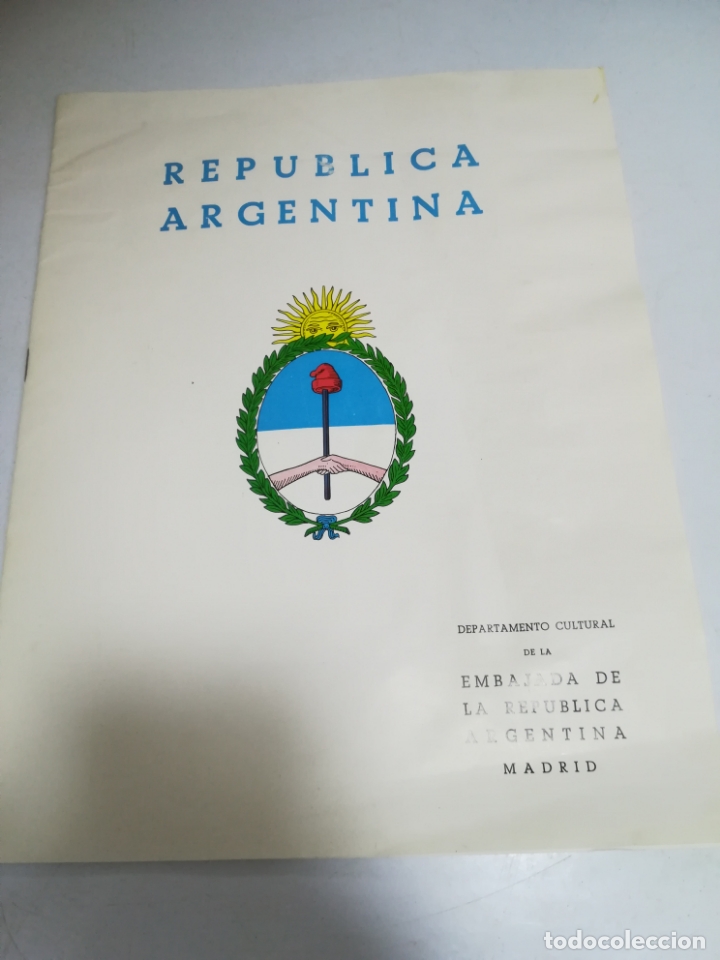 REPUBLICA
ARGENTINA
DEPARTAMENTO CULTURAL
DE LA
EMBAJADA DE
LA REPUBLICA
ARGENTINA
MADRID
todocoleccion